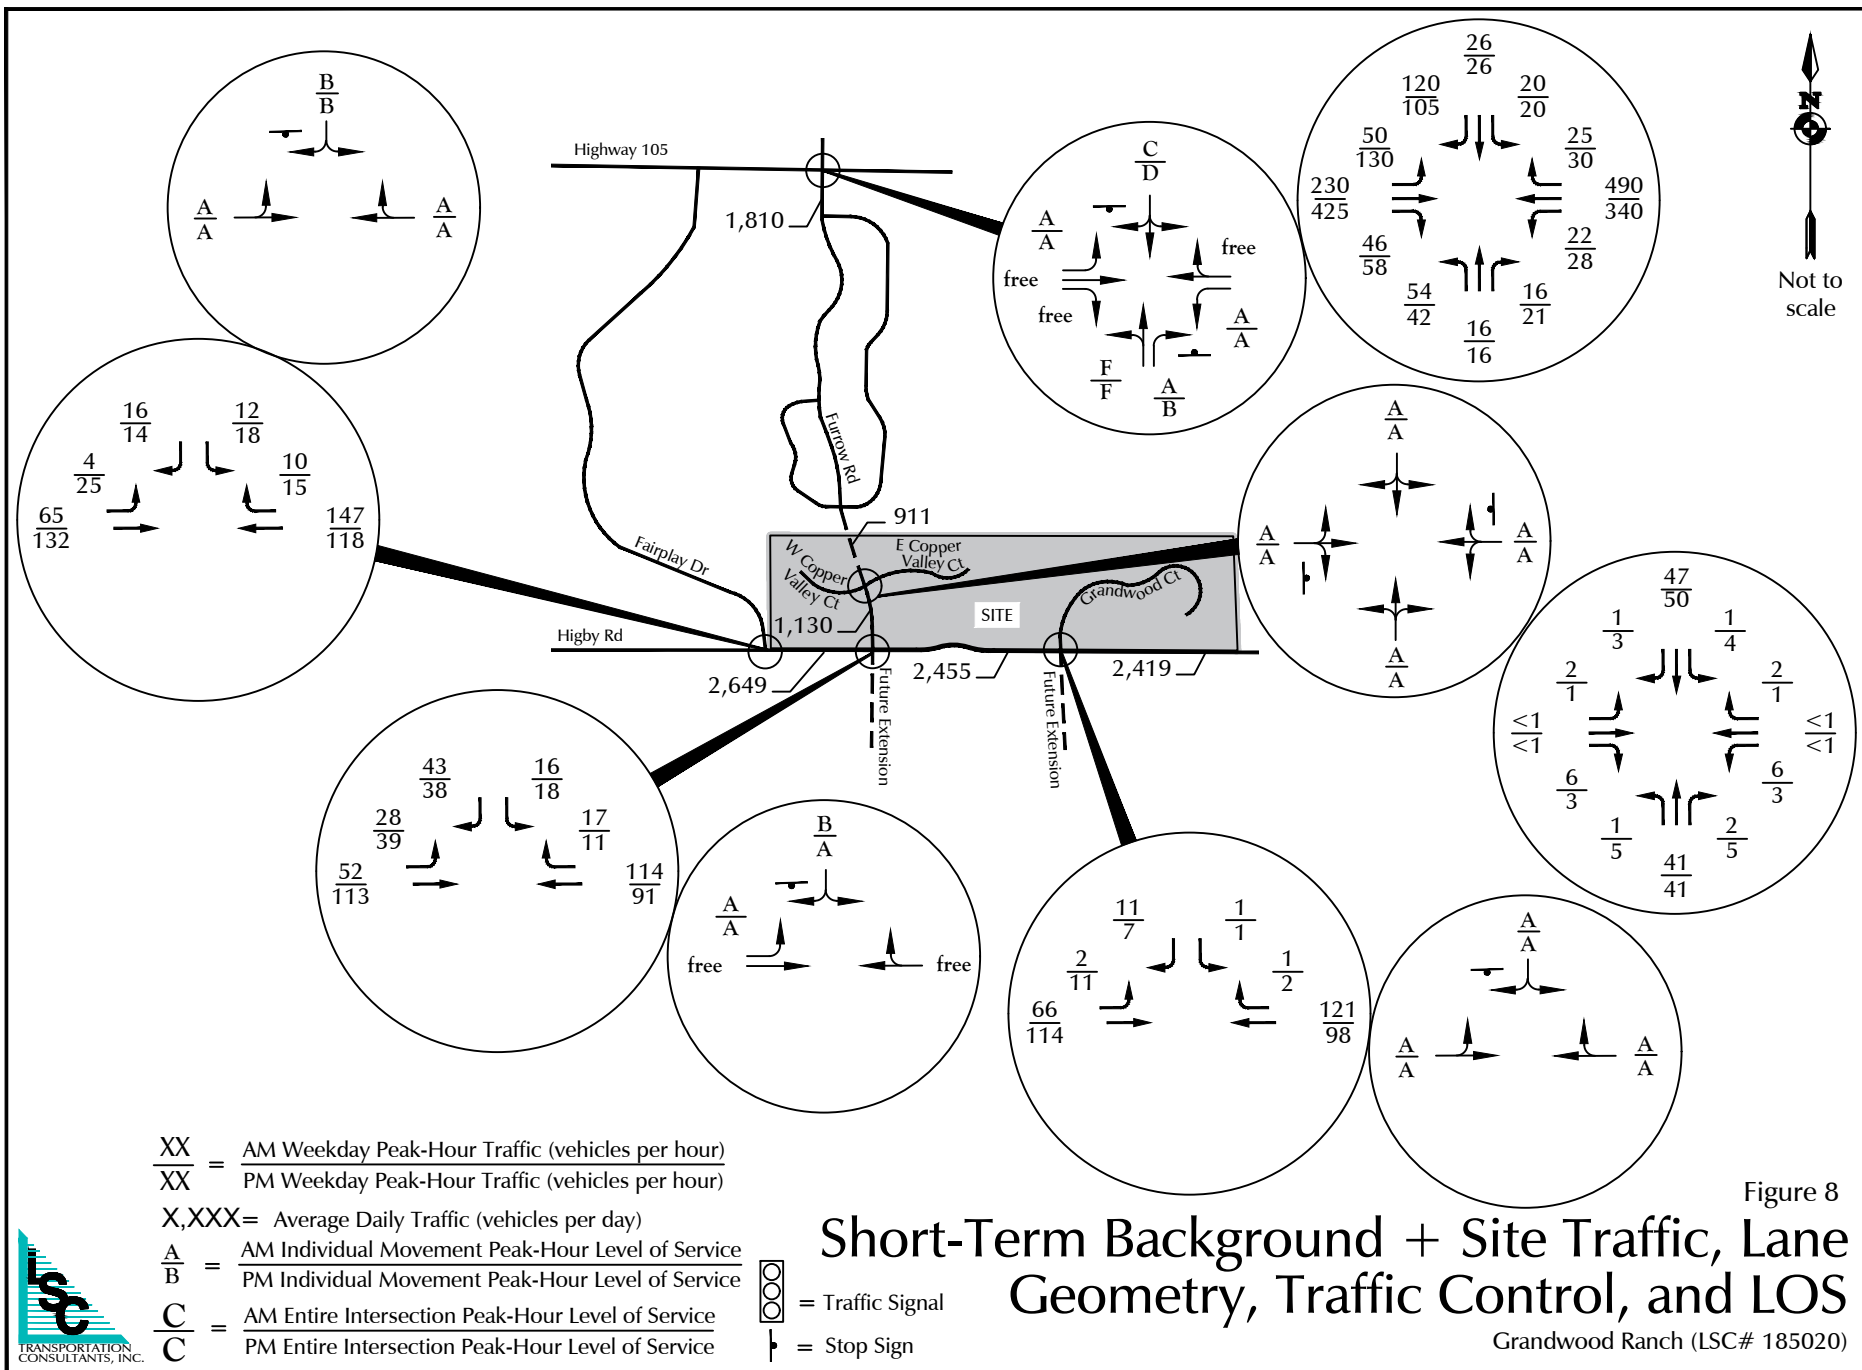 B
B
A
A
A
A
Highway 105
1,810
C
D
A
A
free
free
free
A
A
F
F
A
B
26
26
120
105
20
20
50
130
25
30
230
425
490
340
46
58
22
28
54
42
16
21
16
16
N
Not to
scale
16
14
12
18
4
25
10
15
65
132
147
118
Furrow Rd
Fairplay Dr
911
W Copper
Valley Ct
E Copper
Valley Ct
Grandwood Ct
SITE
1,130
Higby Rd
2,649
2,455
2,419
Future Extension
Future Extension
A
A
A
A
A
A
A
A
47
50
1
3
1
4
2
1
2
1
<1
<1
<1
<1
6
3
6
3
1
5
2
5
41
41
43
38
16
18
28
39
17
11
52
113
114
91
B
A
A
A
free
free
11
7
1
1
2
11
1
2
66
114
121
98
A
A
A
A
A
A
XX
XX
=
AM Weekday Peak-Hour Traffic (vehicles per hour)
PM Weekday Peak-Hour Traffic (vehicles per hour)
X,XXX= Average Daily Traffic (vehicles per day)
A
B
=
AM Individual Movement Peak-Hour Level of Service
PM Individual Movement Peak-Hour Level of Service
C
C
=
AM Entire Intersection Peak-Hour Level of Service
PM Entire Intersection Peak-Hour Level of Service
= Traffic Signal
= Stop Sign
LSC
TRANSPORTATION
CONSULTANTS, INC.
Figure 8
Short-Term Background + Site Traffic, Lane
Geometry, Traffic Control, and LOS
Grandwood Ranch (LSC# 185020)